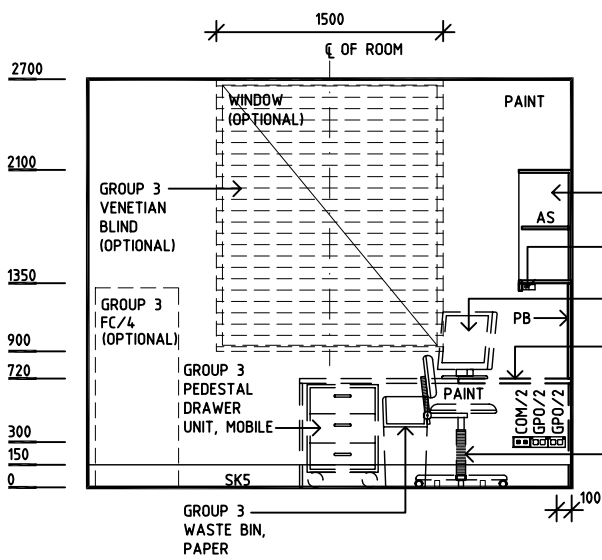 1500
℄ OF ROOM
2700
WINDOW
(OPTIONAL)
PAINT
2100
GROUP 3
VENETIAN
BLIND
(OPTIONAL)
AS
1350
GROUP 3
FC/4
(OPTIONAL)
PB
900
720
GROUP 3
PEDESTAL
DRAWER
UNIT, MOBILE
PAINT
COM/2
GPO/2
GPO/2
300
150
0
SK5
100
GROUP 3
WASTE BIN,
PAPER